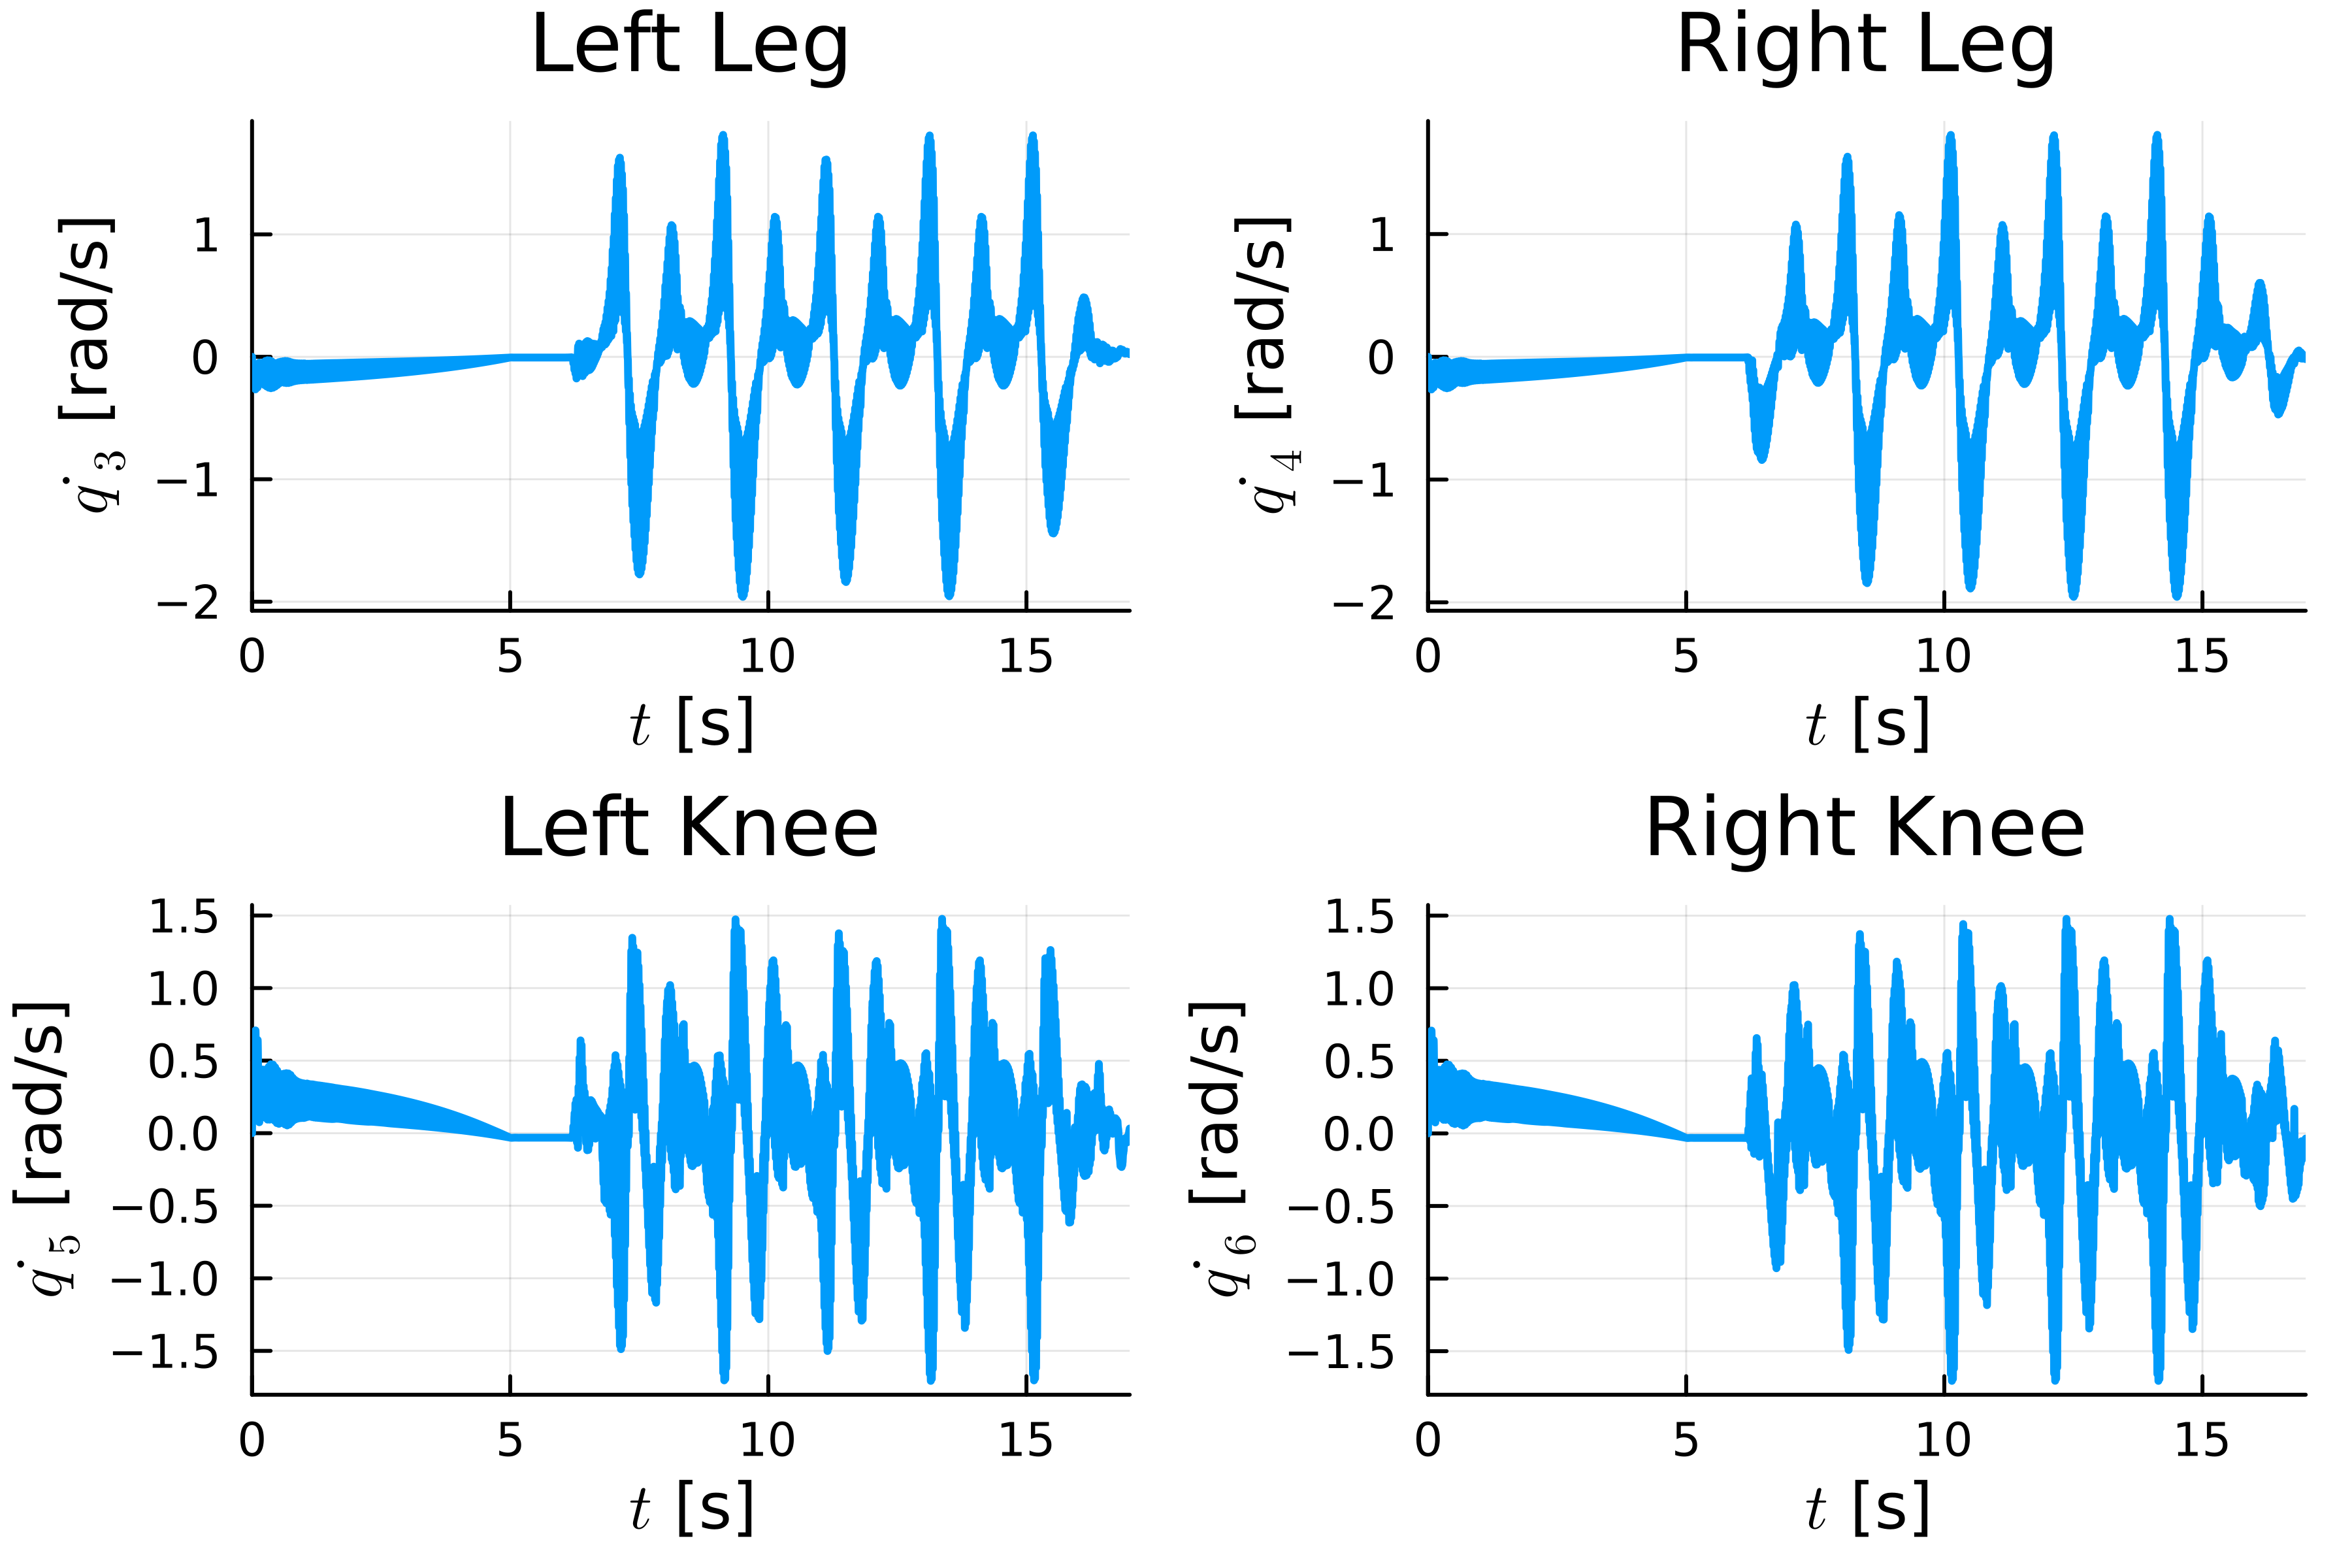 Left Leg
q̇₃ [rad/s]
1
0
−1
−2
0 5 10 15
t [s]
Right Leg
q̇₄ [rad/s]
1
0
−1
−2
0 5 10 15
t [s]
Left Knee
q̇₅ [rad/s]
1.5
1.0
0.5
0.0
−0.5
−1.0
−1.5
0 5 10 15
t [s]
Right Knee
q̇₆ [rad/s]
1.5
1.0
0.5
0.0
−0.5
−1.0
−1.5
0 5 10 15
t [s]